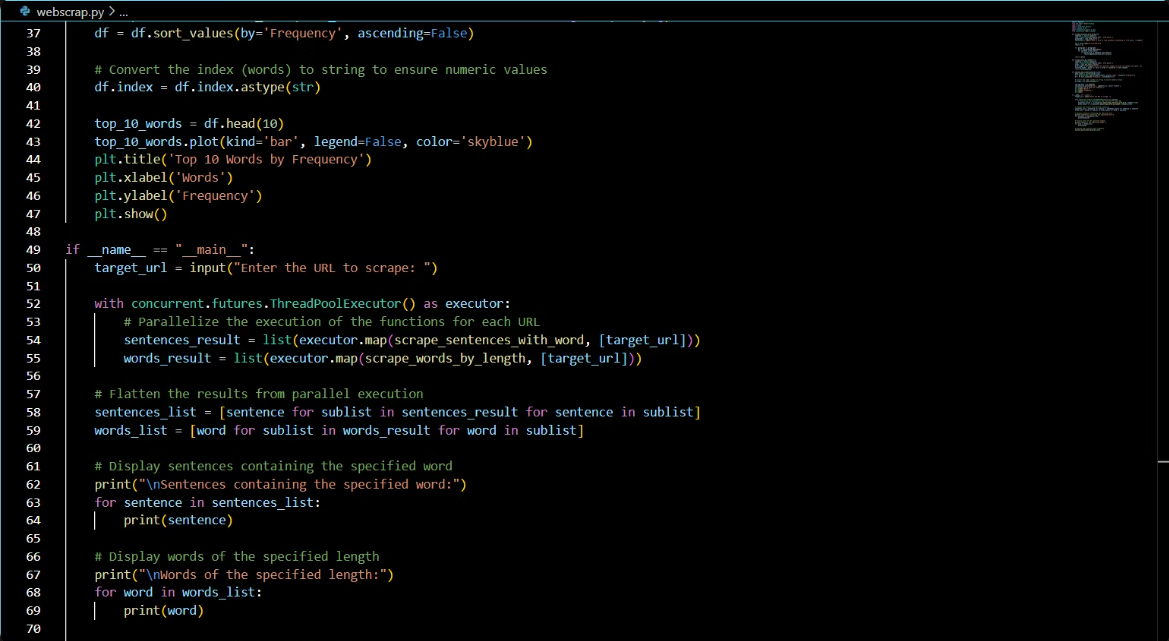 webscrap.py > ...
37 df = df.sort_values(by='Frequency', ascending=False)
38
39 # Convert the index (words) to string to ensure numeric values
40 df.index = df.index.astype(str)
41
42 top_10_words = df.head(10)
43 top_10_words.plot(kind='bar', legend=False, color='skyblue')
44 plt.title('Top 10 Words by Frequency')
45 plt.xlabel('Words')
46 plt.ylabel('Frequency')
47 plt.show()
48
49 if __name__ == "__main__":
50 target_url = input("Enter the URL to scrape: ")
51
52 with concurrent.futures.ThreadPoolExecutor() as executor:
53 # Parallelize the execution of the functions for each URL
54 sentences_result = list(executor.map(scrape_sentences_with_word, [target_url]))
55 words_result = list(executor.map(scrape_words_by_length, [target_url]))
56
57 # Flatten the results from parallel execution
58 sentences_list = [sentence for sublist in sentences_result for sentence in sublist]
59 words_list = [word for sublist in words_result for word in sublist]
60
61 # Display sentences containing the specified word
62 print("\nSentences containing the specified word:")
63 for sentence in sentences_list:
64 print(sentence)
65
66 # Display words of the specified length
67 print("\nWords of the specified length:")
68 for word in words_list:
69 print(word)
70